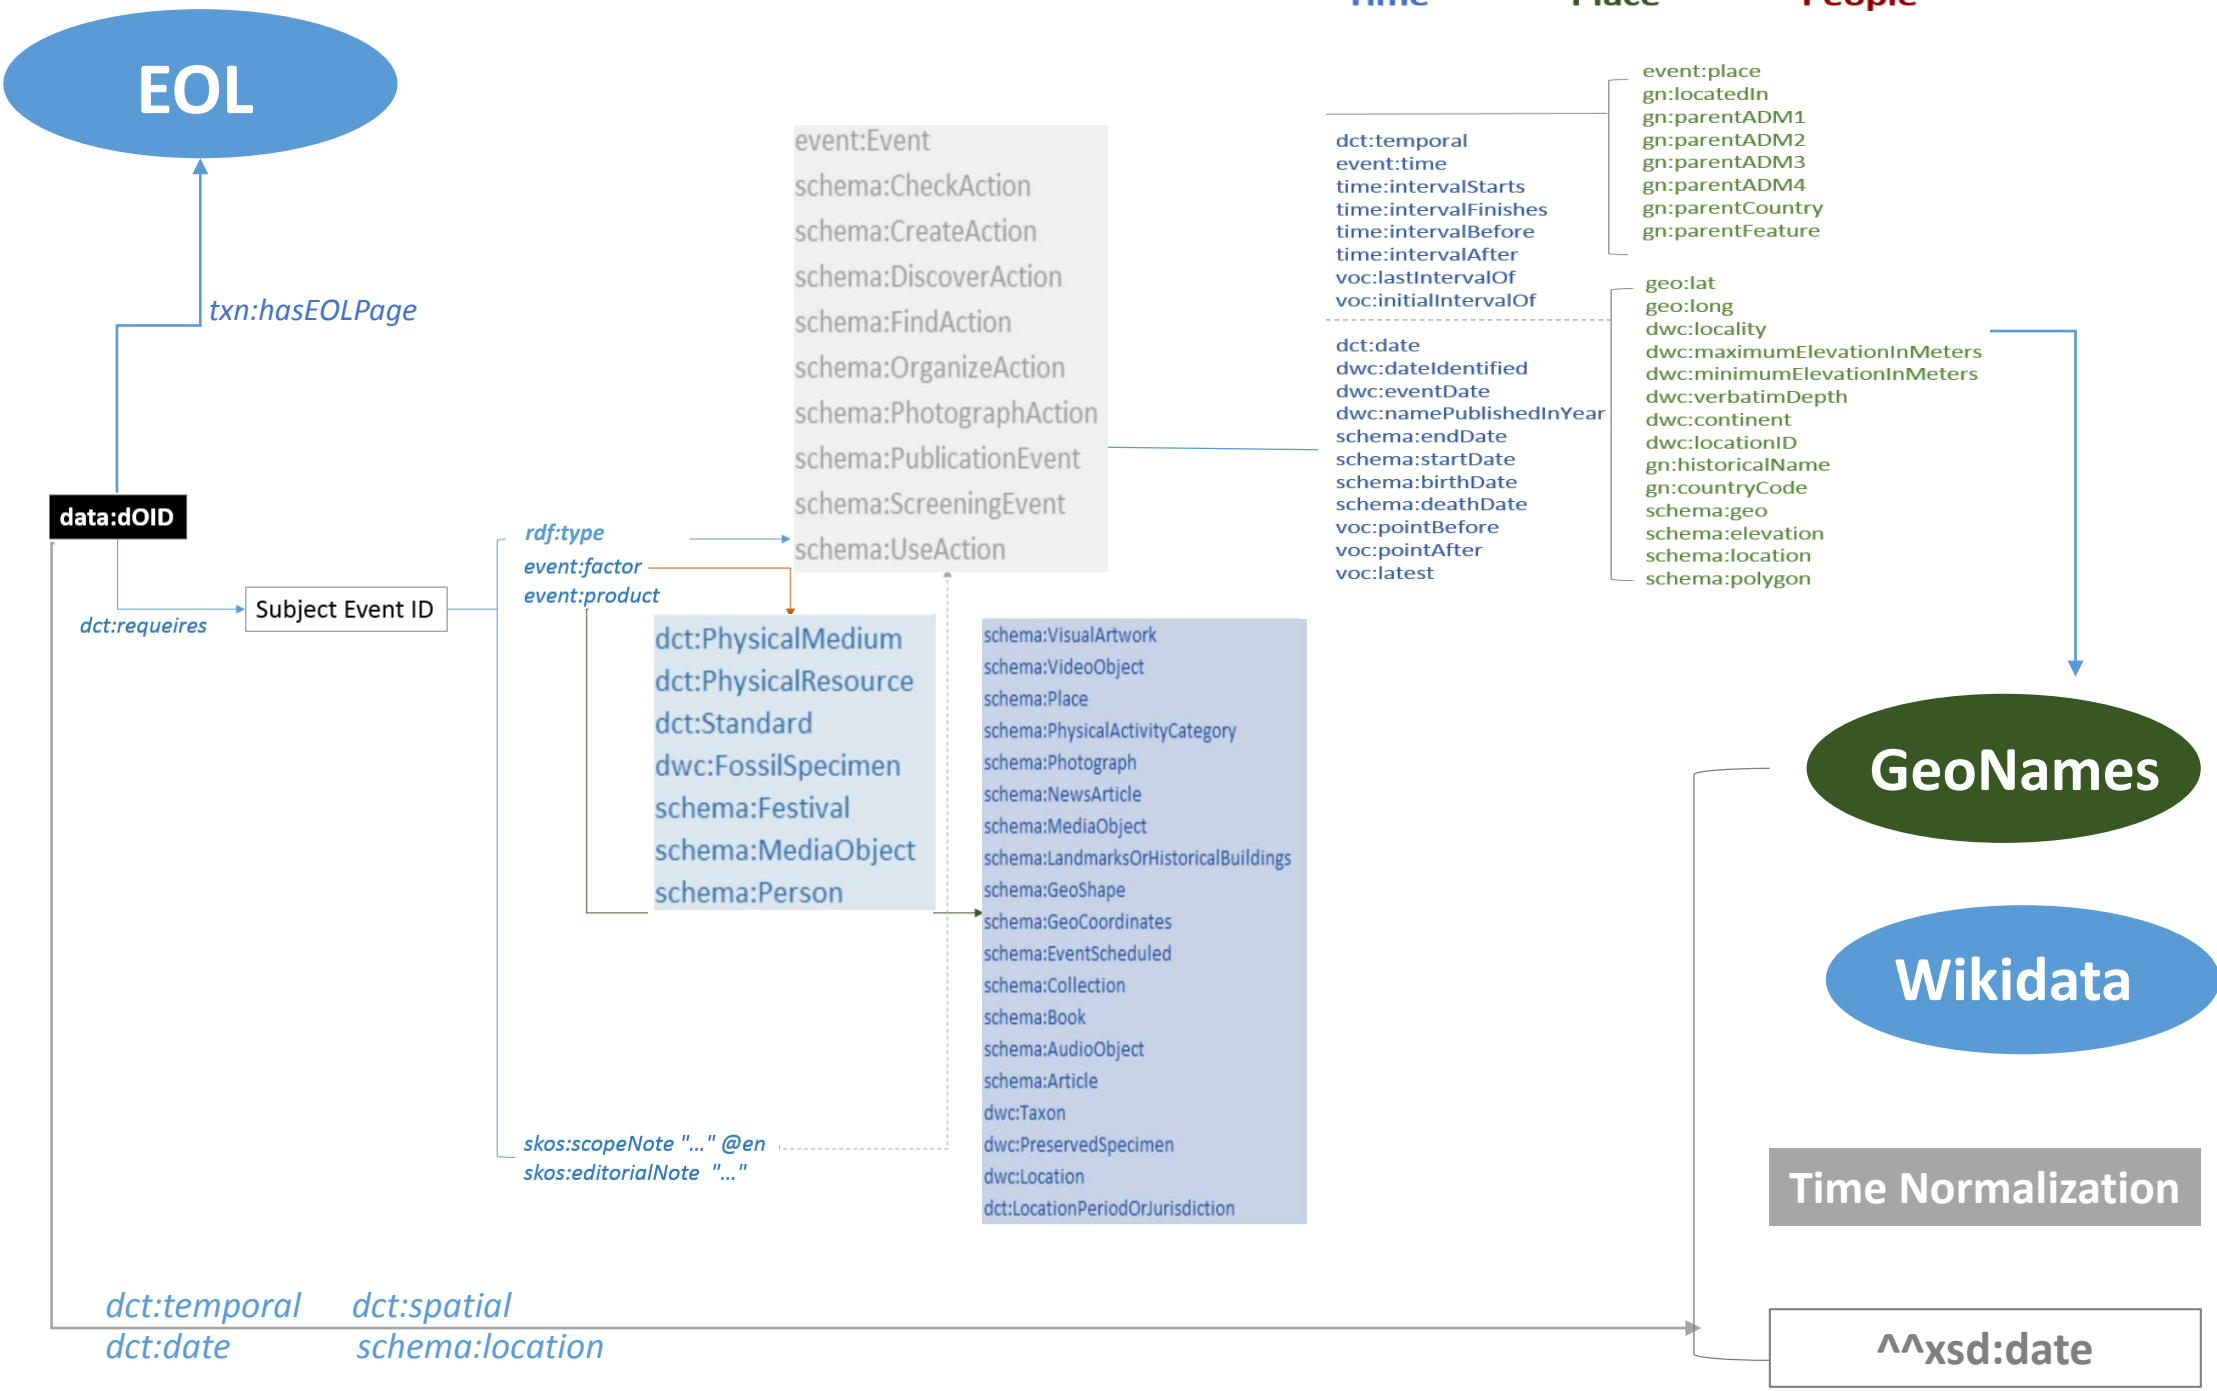 Time Place People
EOL
txn:hasEOLPage
data:dOID
dct:requeires
Subject Event ID
rdf:type
event:factor
event:product
skos:scopeNote "..." @en
skos:editorialNote "..."
event:Event
schema:CheckAction
schema:CreateAction
schema:DiscoverAction
schema:FindAction
schema:OrganizeAction
schema:PhotographAction
schema:PublicationEvent
schema:ScreeningEvent
schema:UseAction
dct:PhysicalMedium
dct:PhysicalResource
dct:Standard
dwc:FossilSpecimen
schema:Festival
schema:MediaObject
schema:Person
schema:VisualArtwork
schema:VideoObject
schema:Place
schema:PhysicalActivityCategory
schema:Photograph
schema:NewsArticle
schema:MediaObject
schema:LandmarksOrHistoricalBuildings
schema:GeoShape
schema:GeoCoordinates
schema:EventScheduled
schema:Collection
schema:Book
schema:AudioObject
schema:Article
dwc:Taxon
dwc:PreservedSpecimen
dwc:Location
dct:LocationPeriodOrJurisdiction
dct:temporal
event:time
time:intervalStarts
time:intervalFinishes
time:intervalBefore
time:intervalAfter
voc:lastIntervalOf
voc:initialIntervalOf
dct:date
dwc:dateIdentified
dwc:eventDate
dwc:namePublishedInYear
schema:endDate
schema:startDate
schema:birthDate
schema:deathDate
voc:pointBefore
voc:pointAfter
voc:latest
event:place
gn:locatedIn
gn:parentADM1
gn:parentADM2
gn:parentADM3
gn:parentADM4
gn:parentCountry
gn:parentFeature
geo:lat
geo:long
dwc:locality
dwc:maximumElevationInMeters
dwc:minimumElevationInMeters
dwc:verbatimDepth
dwc:continent
dwc:locationID
gn:historicalName
gn:countryCode
schema:geo
schema:elevation
schema:location
schema:polygon
GeoNames
Wikidata
Time Normalization
^^xsd:date
dct:temporal dct:spatial
dct:date schema:location